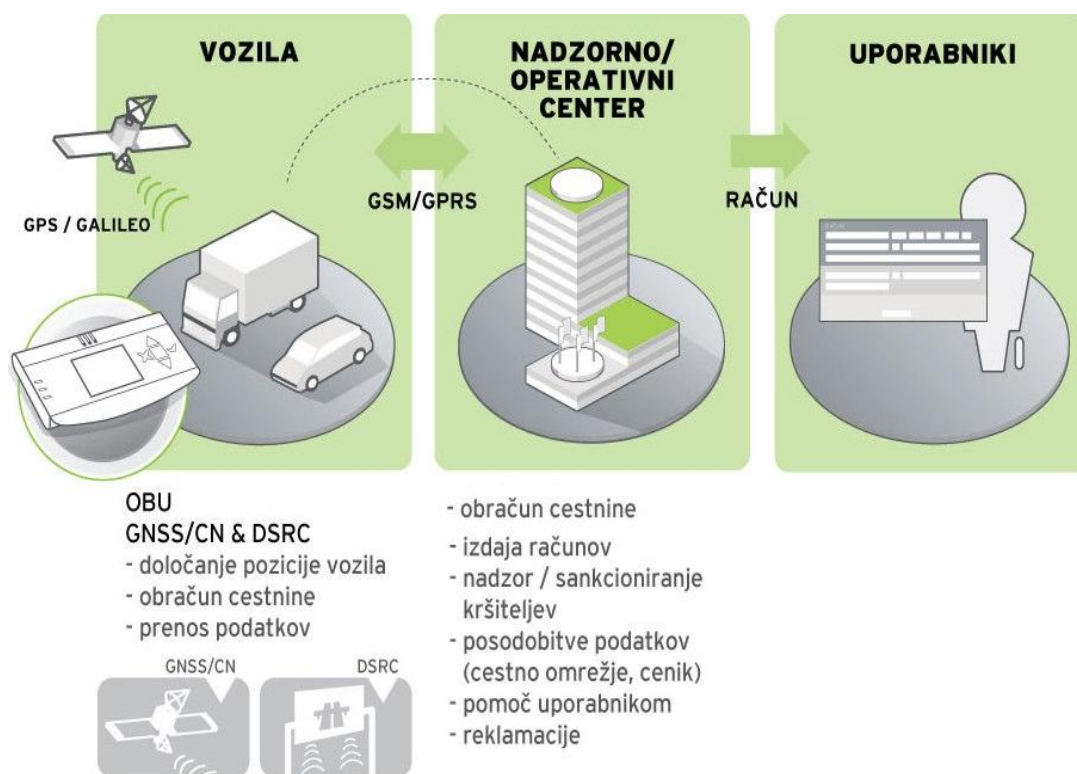 VOZILA
NADZORNO/
OPERATIVNI
CENTER
UPORABNIKI
GPS / GALILEO
GSM/GPRS
RAČUN
RAČUN
OBU
GNSS/CN & DSRC
- določanje pozicije vozila
- obračun cestnine
- prenos podatkov
GNSS/CN
DSRC
- obračun cestnine
- izdaja računov
- nadzor / sankcioniranje
kršiteljev
- posodobitve podatkov
(cestno omrežje, cenik)
- pomoč uporabnikom
- reklamacije